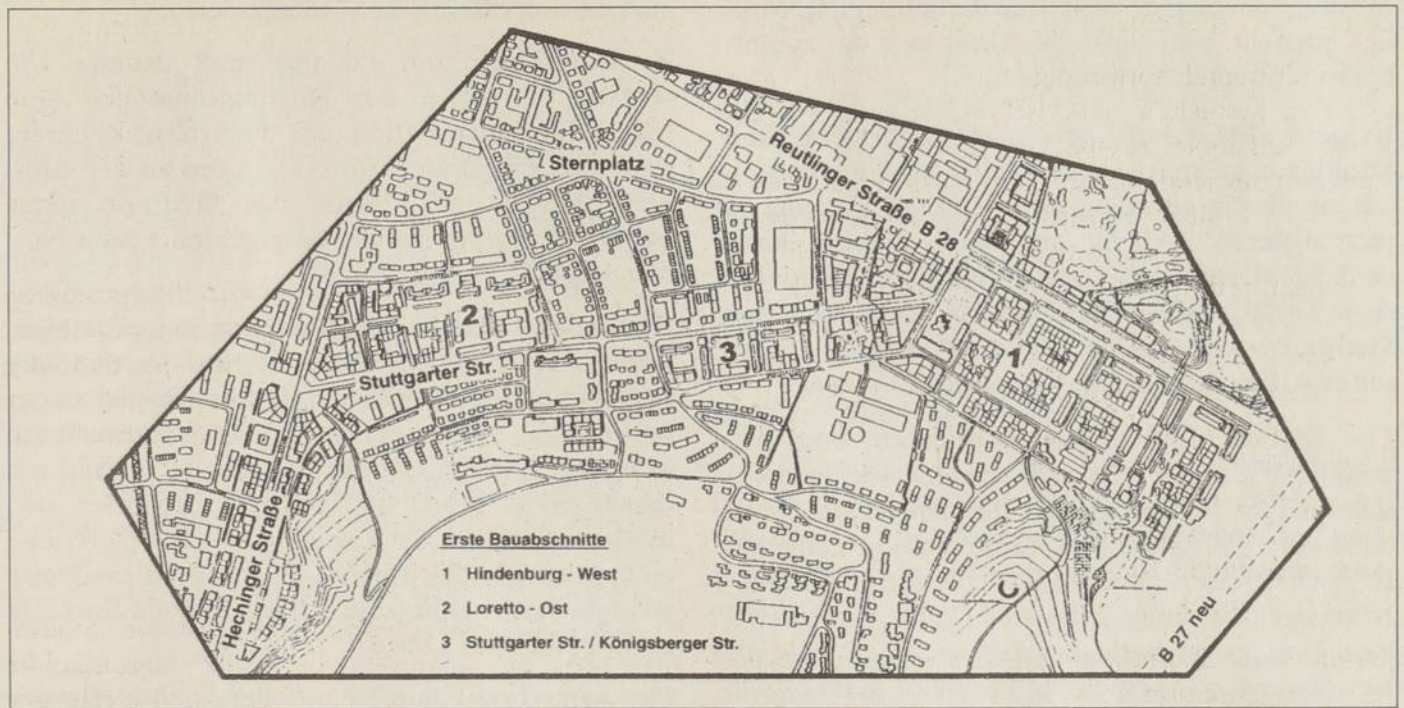 Sternplatz
Reutlinger Straße
B 28
2
3
1
Stuttgarter Str.
Hechinger Straße
B 27 neu
Erste Bauabschnitte
1 Hindenburg - West
2 Loretto - Ost
3 Stuttgarter Str. / Königsberger Str.